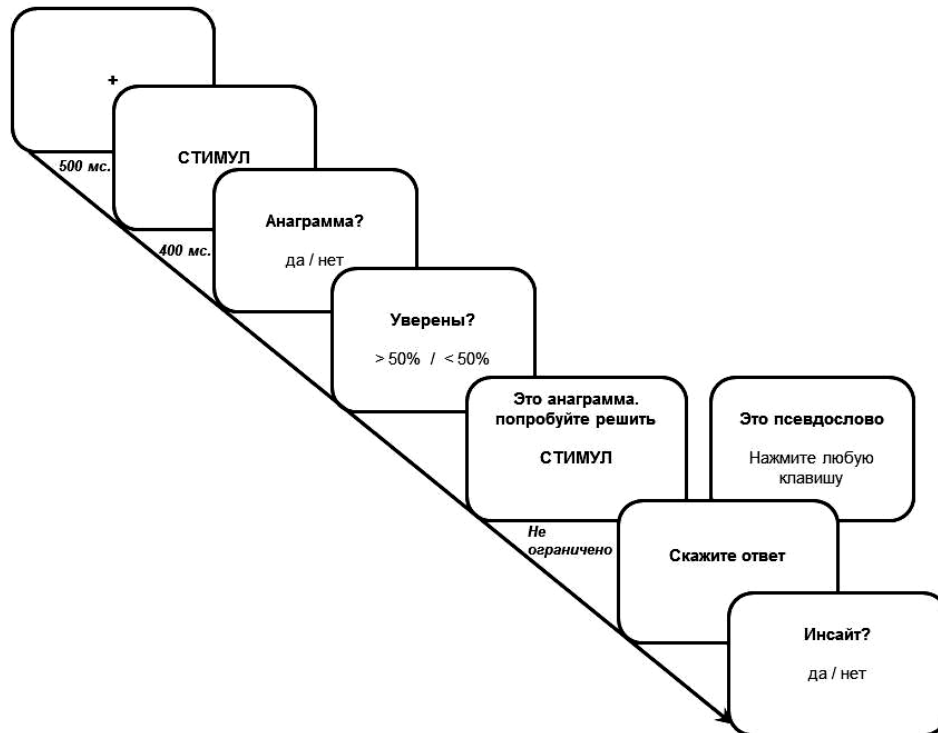 +
500 мс.
СТИМУЛ
400 мс.
Анаграмма?
да / нет
Уверены?
> 50% / < 50%
Это анаграмма.
попробуйте решить
СТИМУЛ
Это псевдослово
Нажмите любую
клавишу
Не
ограничено
Скажите ответ
Инсайт?
да / нет